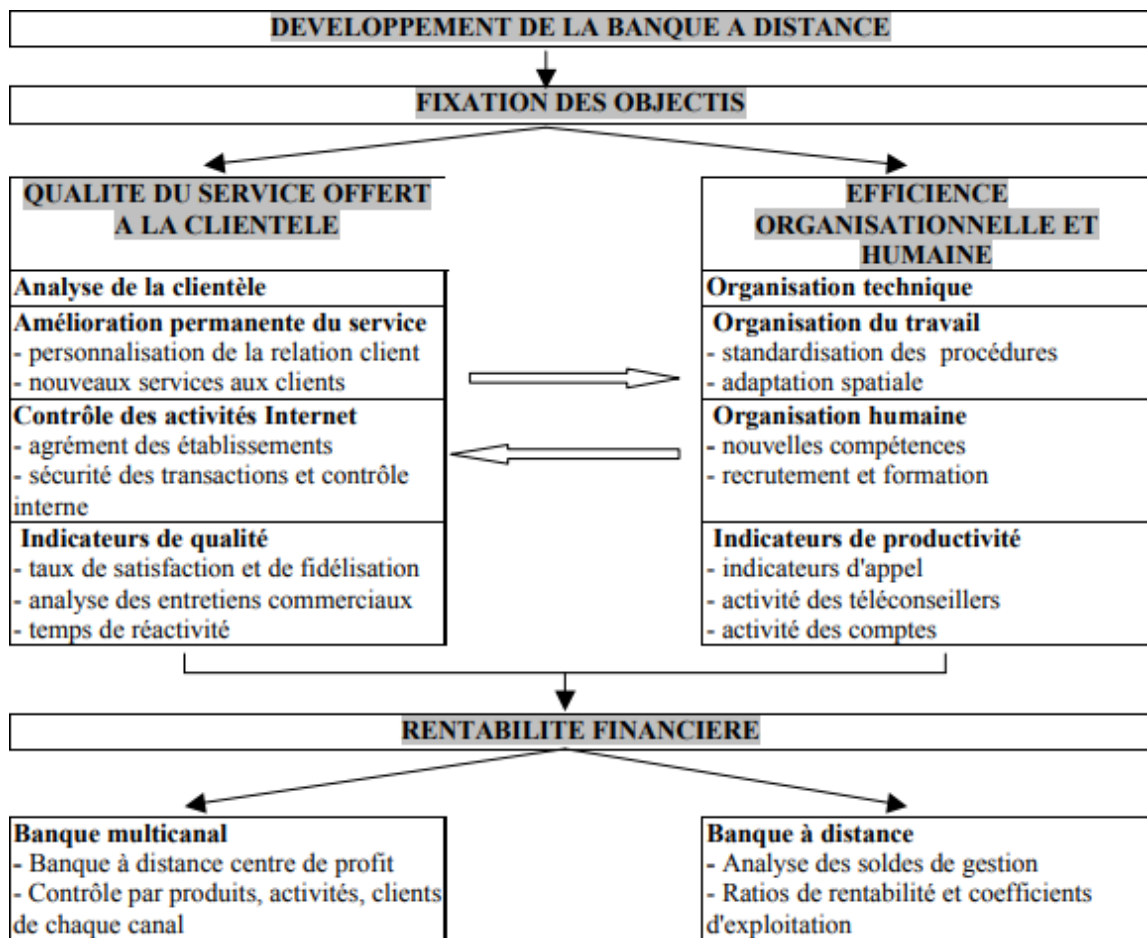 DEVELOPPEMENT DE LA BANQUE A DISTANCE
FIXATION DES OBJECTIS
QUALITE DU SERVICE OFFERT
A LA CLIENTELE
Analyse de la clientèle
Amélioration permanente du service
- personnalisation de la relation client
- nouveaux services aux clients
Contrôle des activités Internet
- agrément des établissements
- sécurité des transactions et contrôle
interne
Indicateurs de qualité
- taux de satisfaction et de fidélisation
- analyse des entretiens commerciaux
- temps de réactivité
EFFICIENCE
ORGANISATIONNELLE ET
HUMAINE
Organisation technique
Organisation du travail
- standardisation des procédures
- adaptation spatiale
Organisation humaine
- nouvelles compétences
- recrutement et formation
Indicateurs de productivité
- indicateurs d'appel
- activité des téléconseillers
- activité des comptes
RENTABILITE FINANCIERE
Banque multicanal
- Banque à distance centre de profit
- Contrôle par produits, activités, clients
de chaque canal
Banque à distance
- Analyse des soldes de gestion
- Ratios de rentabilité et coefficients
d'exploitation